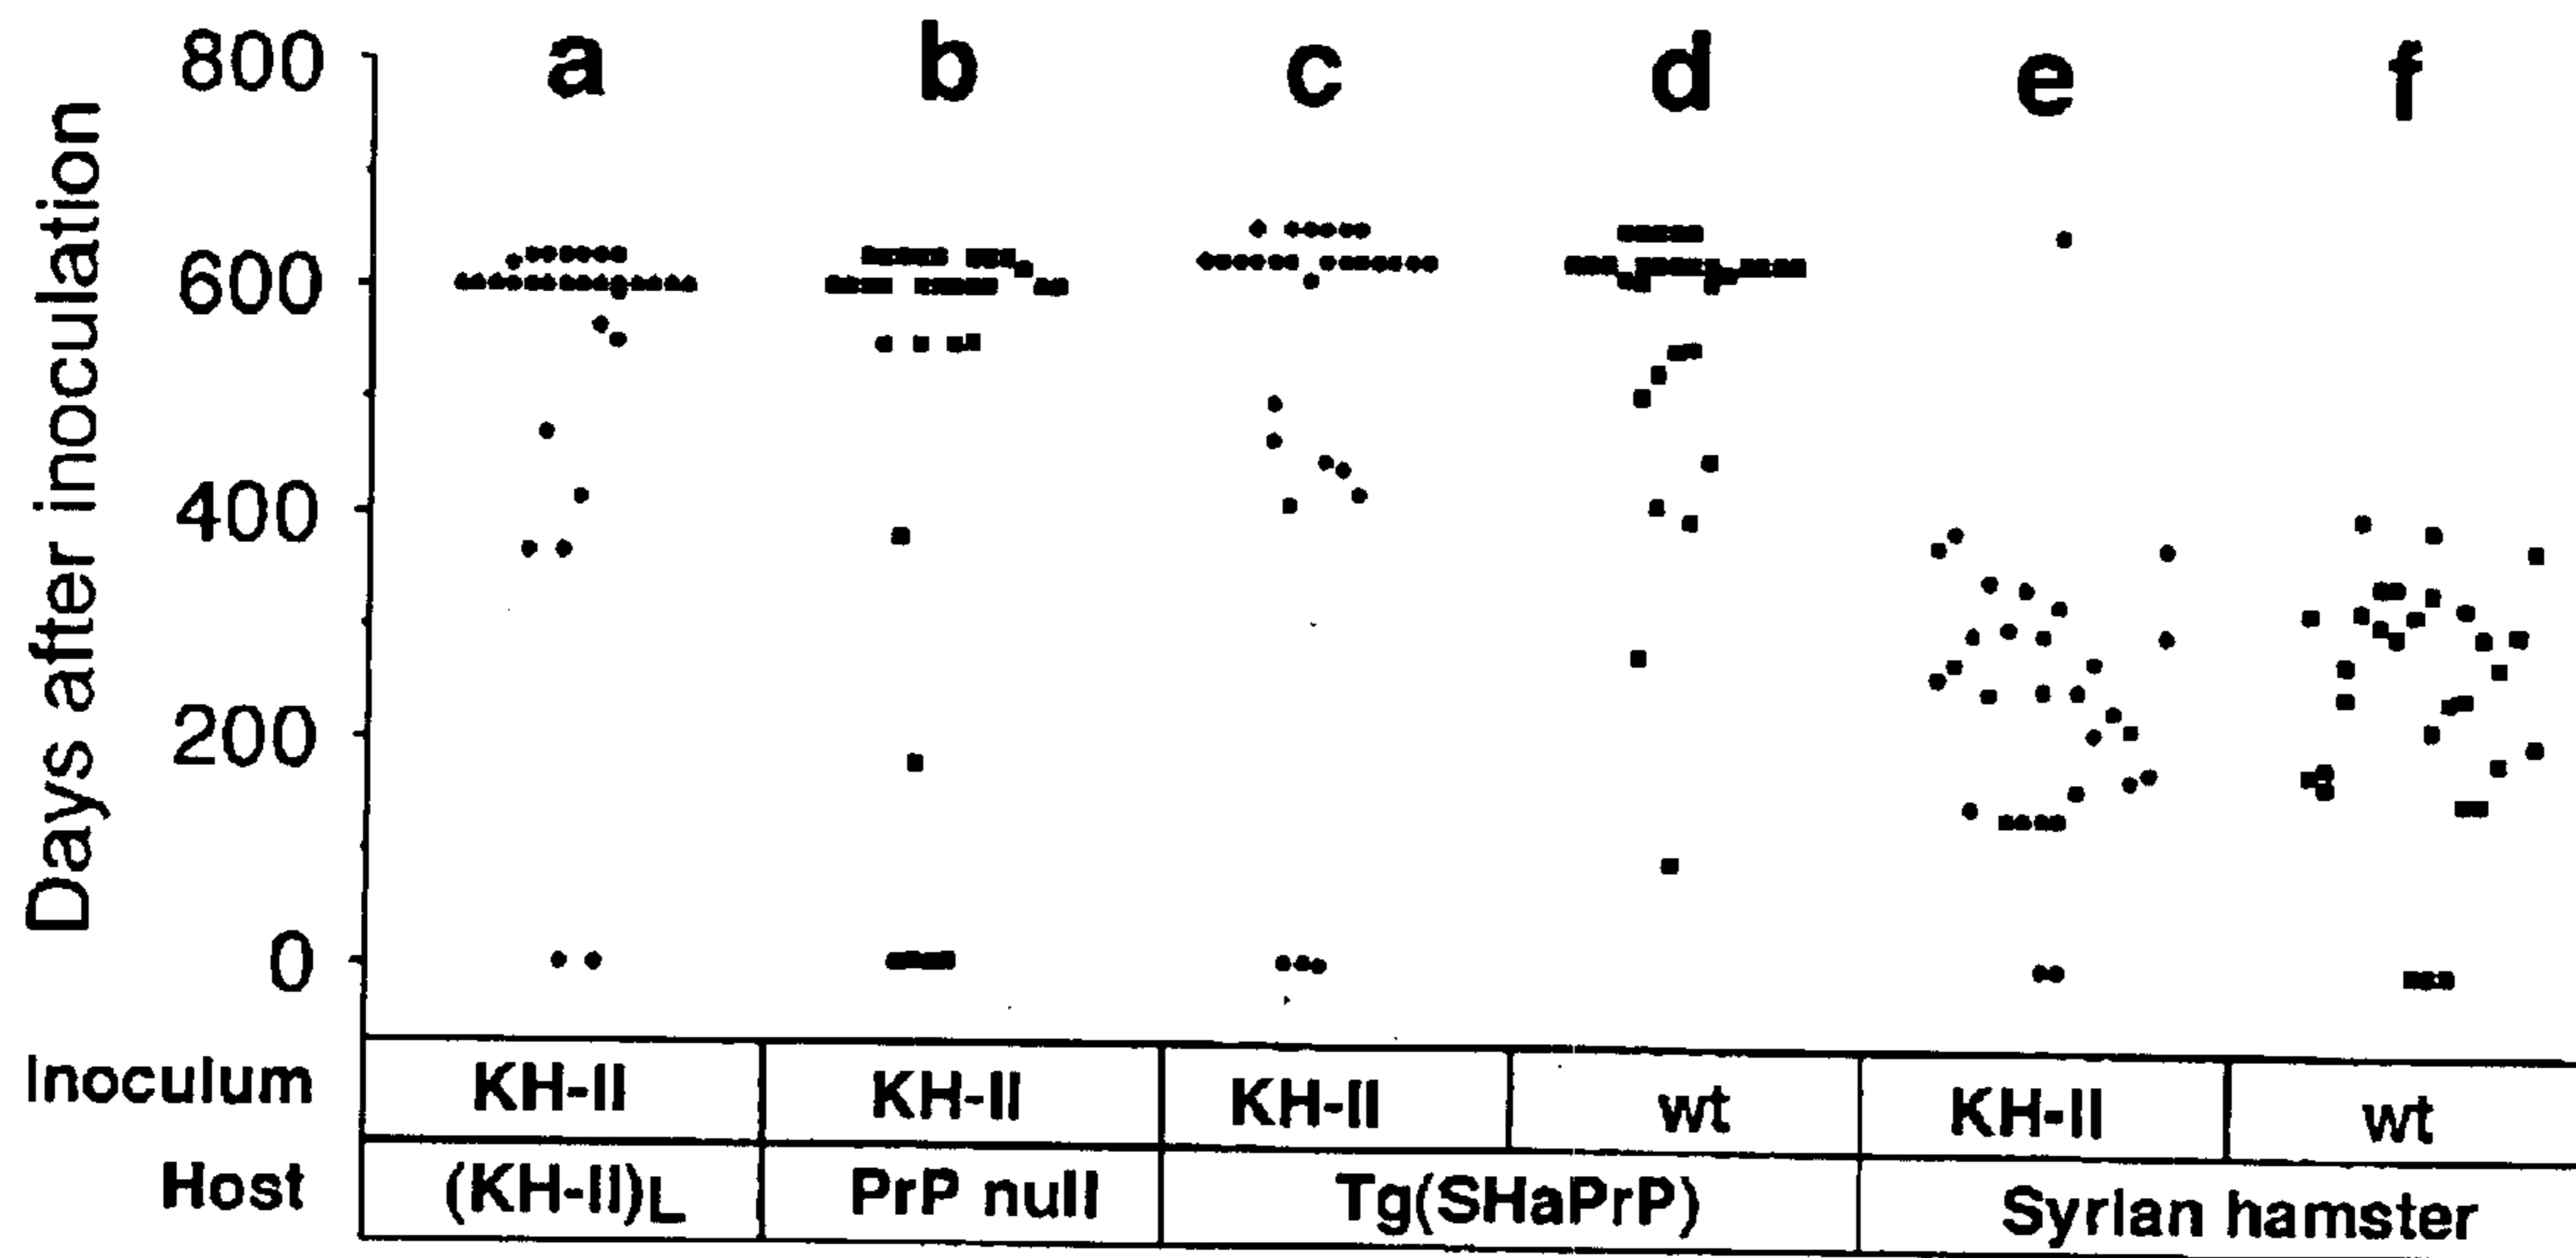 a b c d e f
800
600
400
200
0
Days after inoculation
Inoculum KH-II KH-II KH-II wt KH-II wt
Host (KH-II)L PrP null Tg(SHaPrP) Syrian hamster